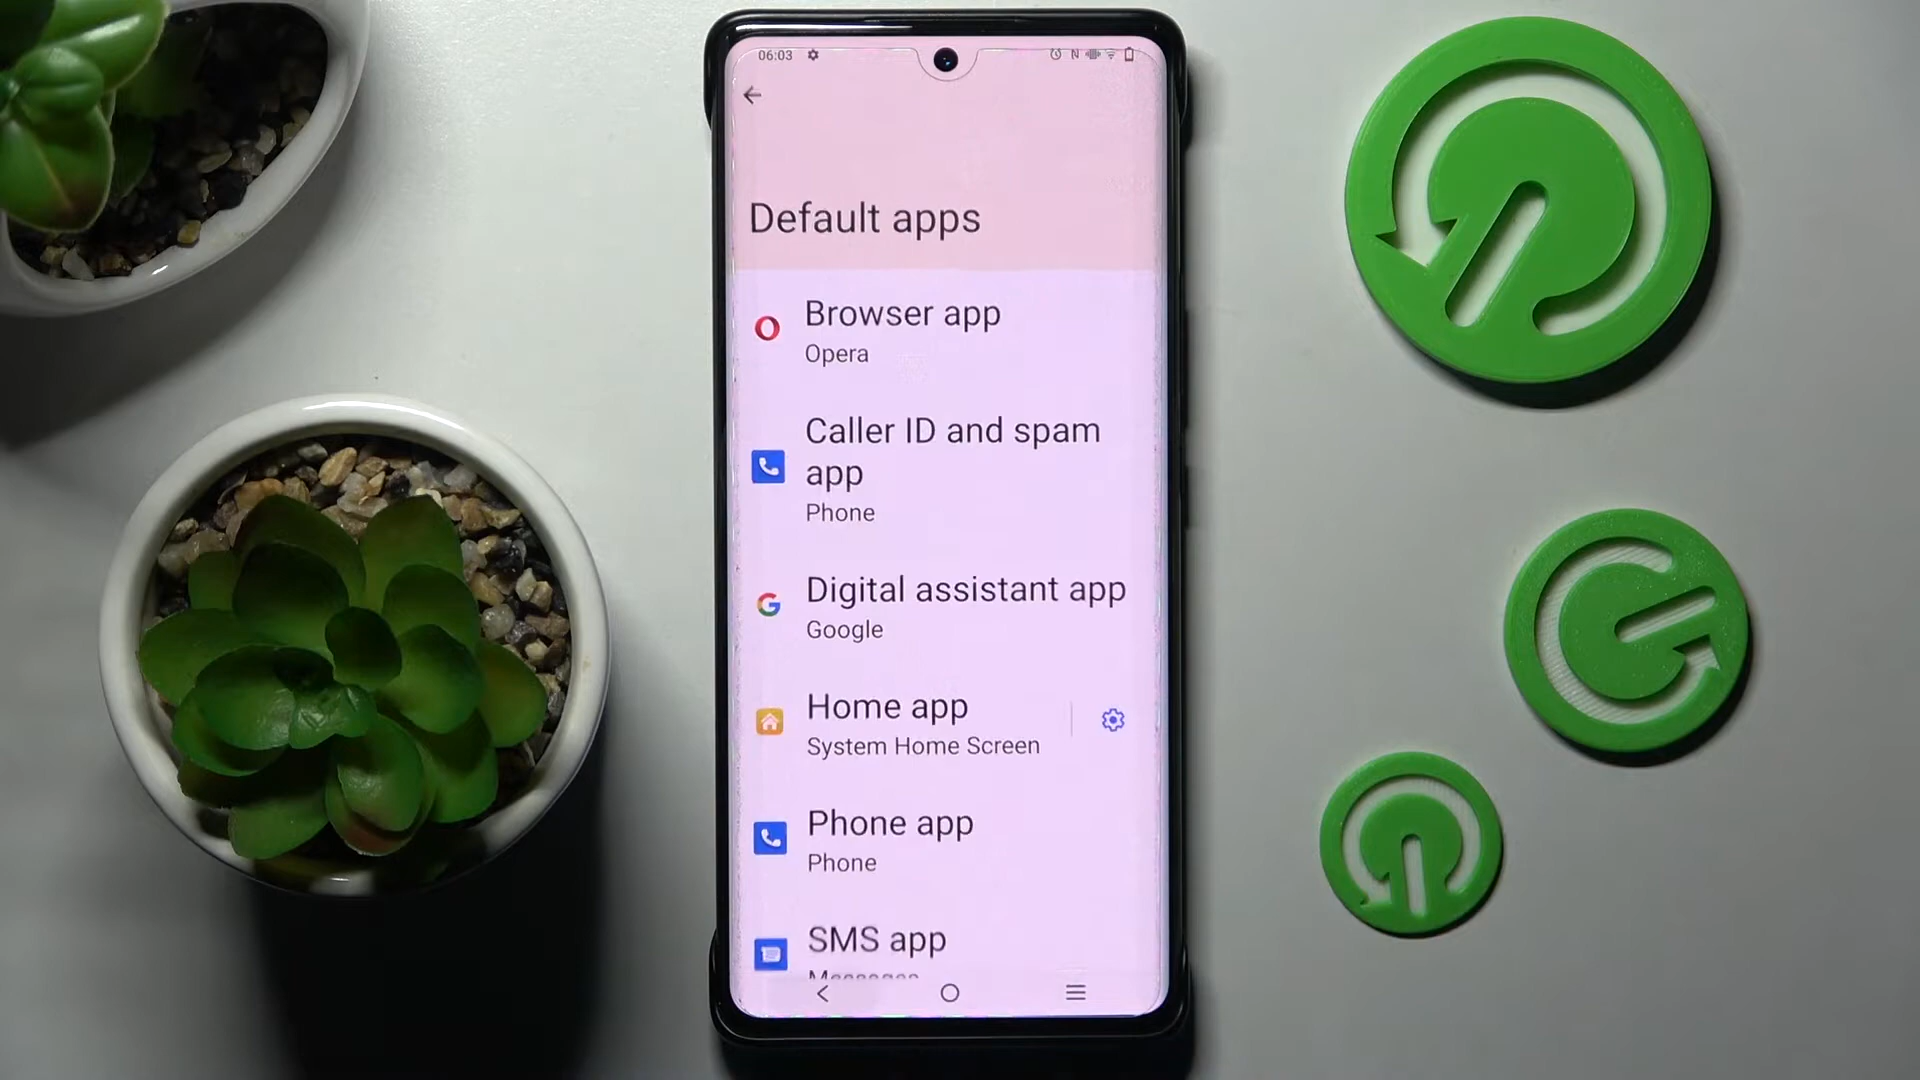 06:03
Default apps
Browser app
Opera
Caller ID and spam
app
Phone
Digital assistant app
Google
Home app
System Home Screen
Phone app
Phone
SMS app
Messages